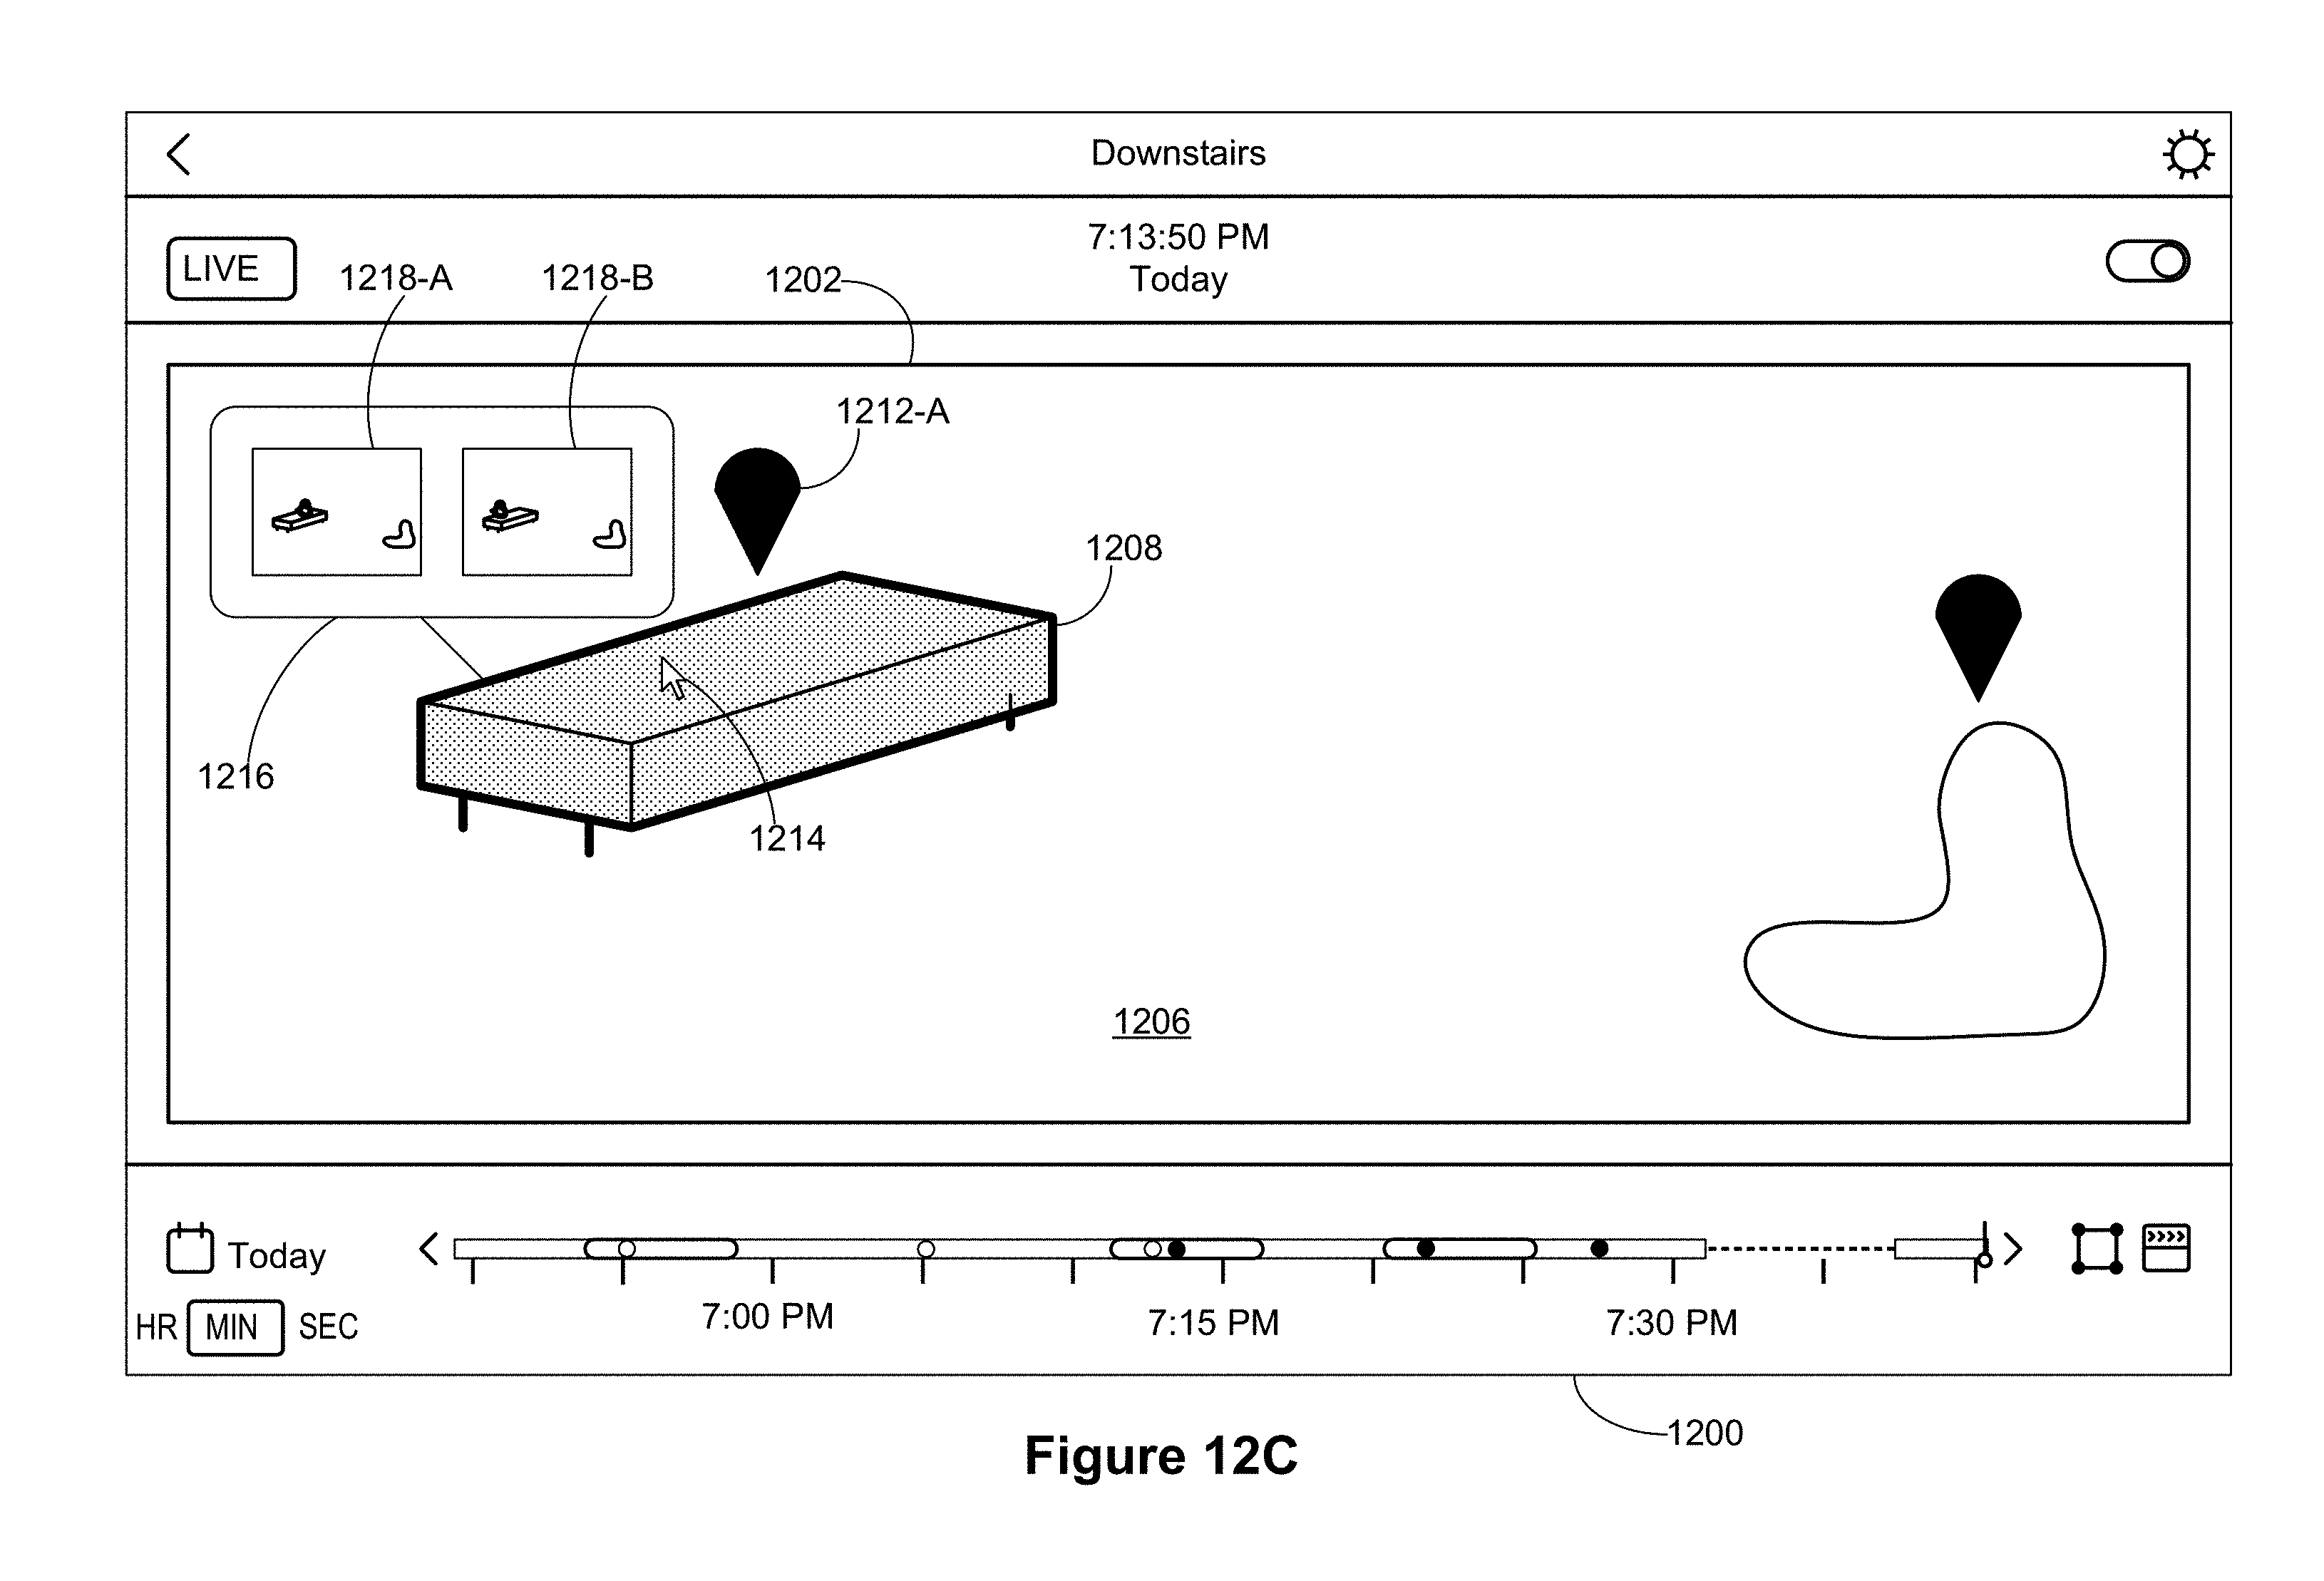 Downstairs
7:13:50 PM
Today
LIVE
1218-A
1218-B
1202
1212-A
1208
1216
1214
1206
Today
HR MIN SEC
7:00 PM
7:15 PM
7:30 PM
1200
Figure 12C